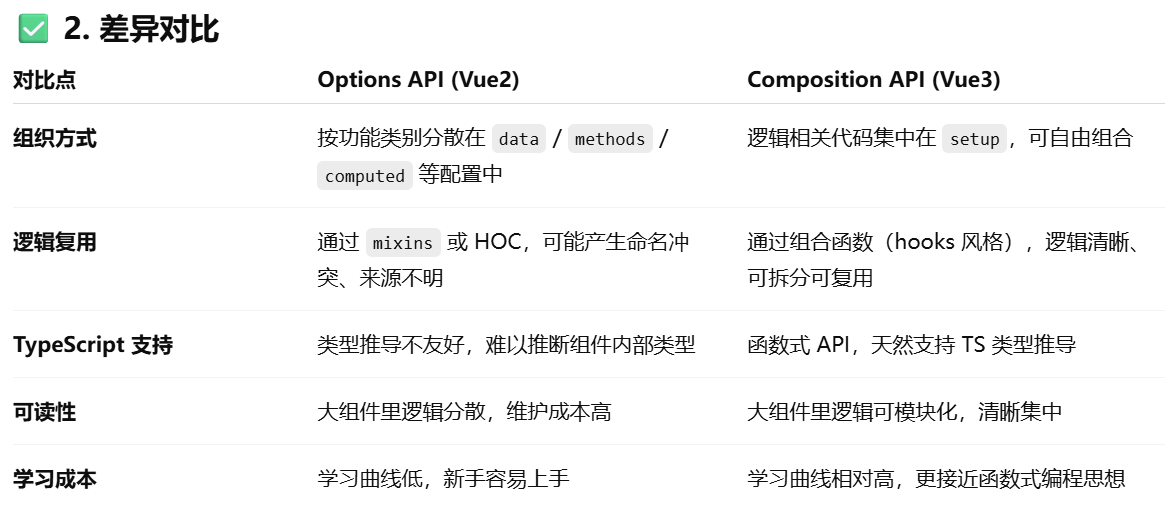 ✅ 2. 差异对比
对比点 Options API (Vue2) Composition API (Vue3)
组织方式 按功能类别分散在 data / methods / 逻辑相关代码集中在 setup，可自由组合
computed 等配置中
逻辑复用 通过 mixins 或 HOC，可能产生命名冲 通过组合函数（hooks 风格），逻辑清晰、
突、来源不明 可拆分可复用
TypeScript 支持 类型推导不友好，难以推断组件内部类型 函数式 API，天然支持 TS 类型推导
可读性 大组件里逻辑分散，维护成本高 大组件里逻辑可模块化，清晰集中
学习成本 学习曲线低，新手容易上手 学习曲线相对高，更接近函数式编程思想